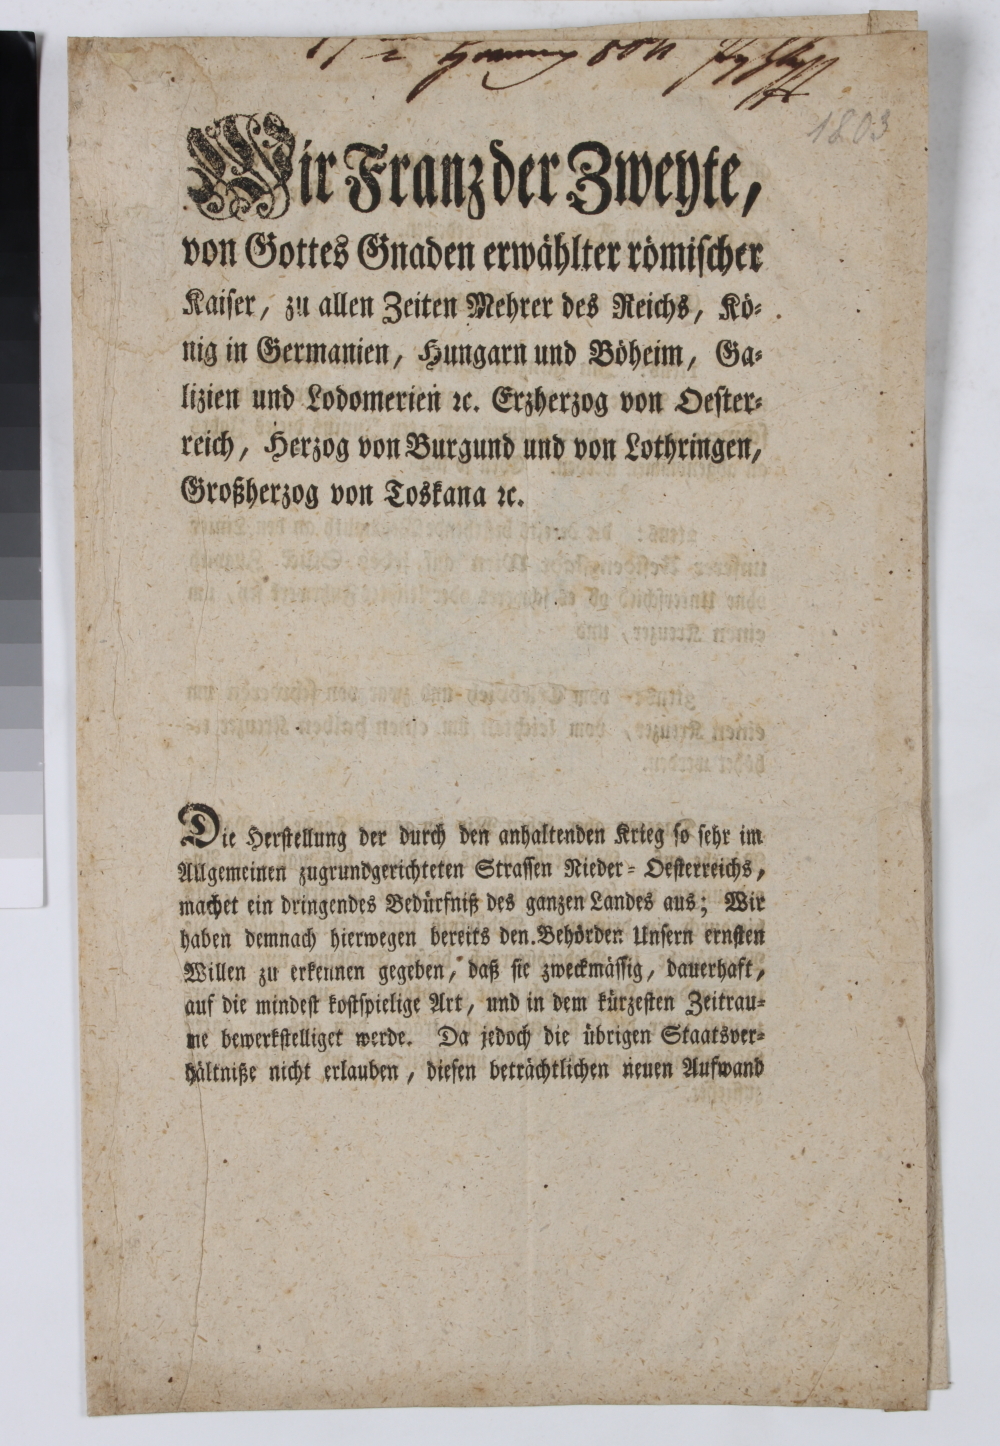 1803
Wir Franz der Zweyte,
von Gottes Gnaden erwählter römischer
Kaiser, zu allen Zeiten Mehrer des Reichs, Kö-
nig in Germanien, Hungarn und Böheim, Ga-
lizien und Lodomerien ꝛc. Erzherzog von Oester-
reich, Herzog von Burgund und von Lothringen,
Großherzog von Toskana ꝛc.
Die Herstellung der durch den anhaltenden Krieg so sehr im
Allgemeinen zugrundgerichteten Strassen Nieder-Oesterreichs,
machet ein dringendes Bedürfniß des ganzen Landes aus; Wir
haben demnach hierwegen bereits den Behörden Unsern ernsten
Willen zu erkennen gegeben, daß sie zweckmässig, dauerhaft,
auf die mindest kostspielige Art, und in dem kürzesten Zeitrau-
me bewerkstelliget werde. Da jedoch die übrigen Staatsver-
hältniße nicht erlauben, diesen beträchtlichen neuen Aufwand